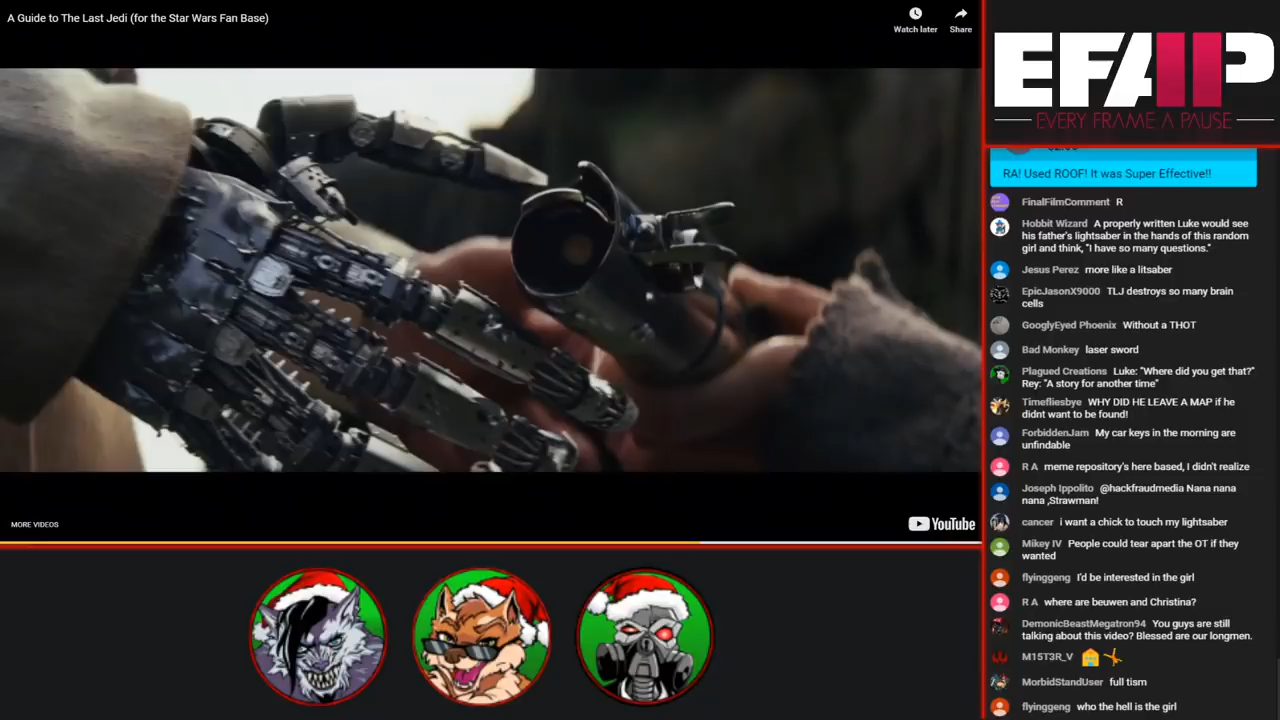 A Guide to The Last Jedi (for the Star Wars Fan Base)
Watch later
Share
MORE VIDEOS
YouTube
EFAP
EVERY FRAME A PAUSE
RA! Used ROOF! It was Super Effective!!
FinalFilmComment R
Hobbit Wizard A properly written Luke would see
his father's lightsaber in the hands of this random
girl and think, "I have so many questions."
Jesus Perez more like a litsaber
EpicJasonX9000 TLJ destroys so many brain
cells
GooglyEyed Phoenix Without a THOT
Bad Monkey laser sword
Plagued Creations Luke: "Where did you get that?"
Rey: "A story for another time"
Timefliesbye WHY DID HE LEAVE A MAP if he
didnt want to be found!
ForbiddenJam My car keys in the morning are
unfindable
R A meme repository's here based, I didn't realize
Joseph Ippolito @hackfraudmedia Nana nana
nana ,Strawman!
cancer i want a chick to touch my lightsaber
Mikey IV People could tear apart the OT if they
wanted
flyinggeng I'd be interested in the girl
R A where are beuwen and Christina?
DemonicBeastMegatron94 You guys are still
talking about this video? Blessed are our longmen.
M15T3R_V
MorbidStandUser full tism
flyinggeng who the hell is the girl